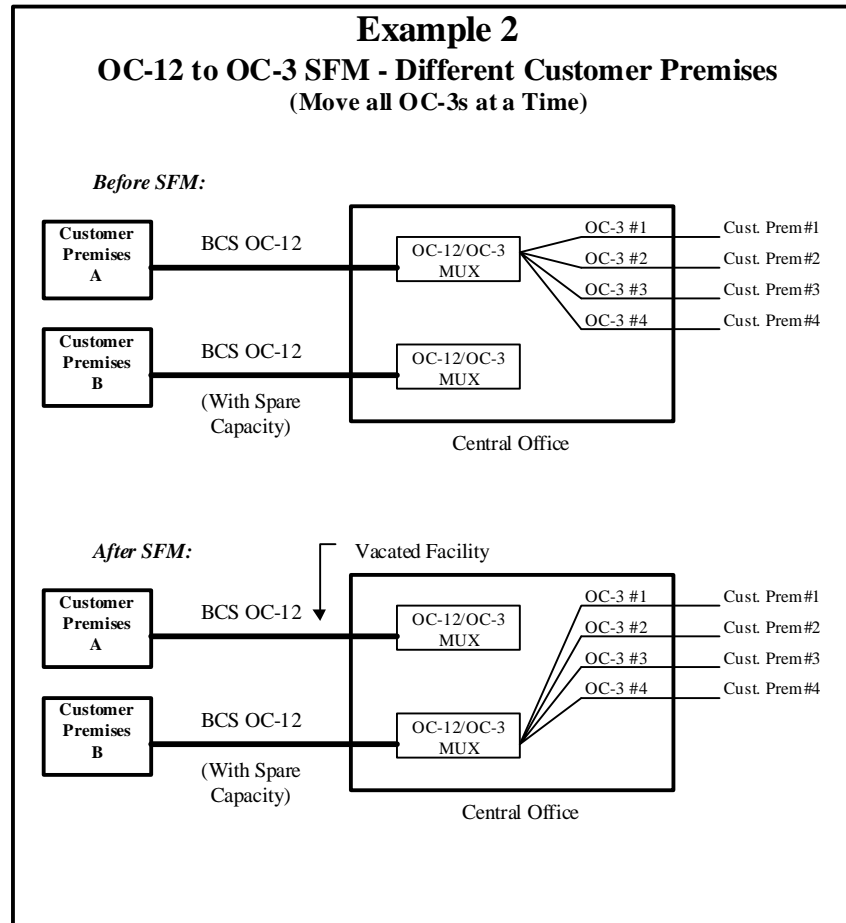 Example 2
OC-12 to OC-3 SFM - Different Customer Premises
(Move all OC-3s at a Time)
Before SFM:
Customer
Premises
A
BCS OC-12
OC-12/OC-3
MUX
OC-3 #1
OC-3 #2
OC-3 #3
OC-3 #4
Cust. Prem#1
Cust. Prem#2
Cust. Prem#3
Cust. Prem#4
Customer
Premises
B
BCS OC-12
(With Spare
Capacity)
OC-12/OC-3
MUX
Central Office
After SFM:
Vacated Facility
Customer
Premises
A
BCS OC-12
OC-12/OC-3
MUX
OC-3 #1
OC-3 #2
OC-3 #3
OC-3 #4
Cust. Prem#1
Cust. Prem#2
Cust. Prem#3
Cust. Prem#4
Customer
Premises
B
BCS OC-12
(With Spare
Capacity)
OC-12/OC-3
MUX
Central Office